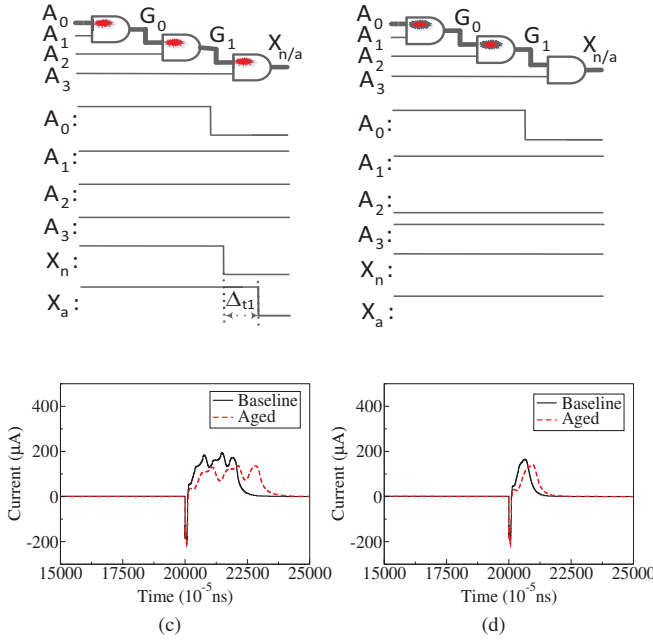 A0 G0
A1 G1 Xn/a
A2
A3
A0:
A1:
A2:
A3:
Xn:
Xa: Δt1
A0 G0
A1 G1 Xn/a
A2
A3
A0:
A1:
A2:
A3:
Xn:
Xa:
400
200
0
-200
Current (μA)
Baseline
Aged
15000 17500 20000 22500 25000
Time (10-5ns)
(c)
400
200
0
-200
Current (μA)
Baseline
Aged
15000 17500 20000 22500 25000
Time (10-5ns)
(d)